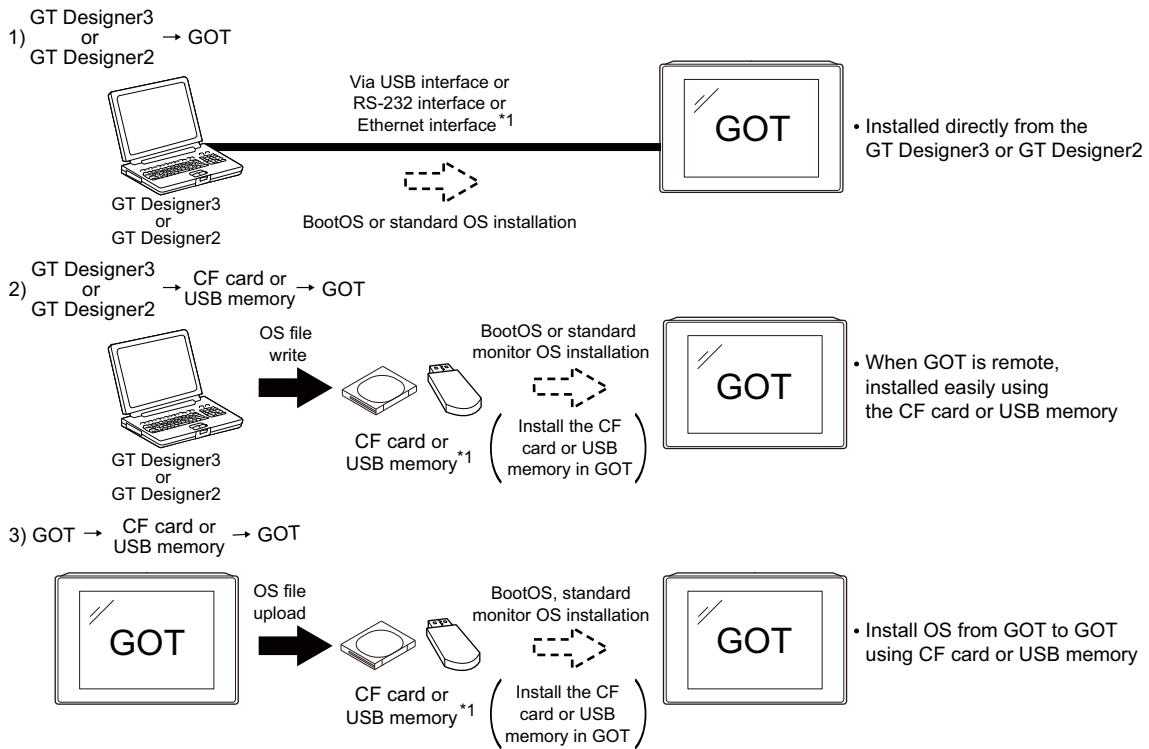 GT Designer3
1) or → GOT
GT Designer2
Via USB interface or
RS-232 interface or
Ethernet interface*1
GOT
• Installed directly from the
GT Designer3 or GT Designer2
GT Designer3
or
GT Designer2
BootOS or standard OS installation
GT Designer3
2) or → CF card or → GOT
GT Designer2 USB memory
OS file
write
BootOS or standard
monitor OS installation
GOT
• When GOT is remote,
installed easily using
the CF card or USB memory
CF card or
USB memory*1
(Install the CF
card or USB
memory in GOT)
GT Designer3
or
GT Designer2
3) GOT → CF card or → GOT
USB memory
GOT
OS file
upload
BootOS, standard
monitor OS installation
GOT
• Install OS from GOT to GOT
using CF card or USB memory
CF card or
USB memory*1
(Install the CF
card or USB
memory in GOT)